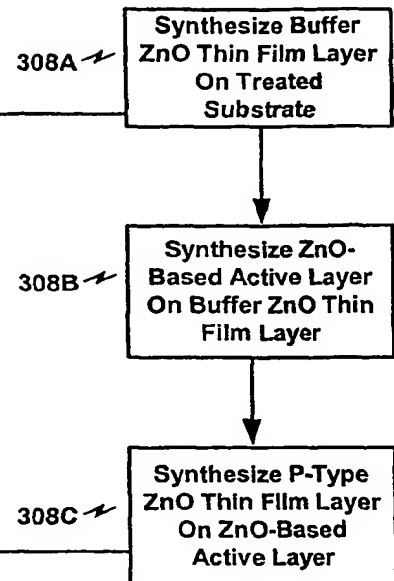 Synthesize Buffer
ZnO Thin Film Layer
On Treated
Substrate
308A
Synthesize ZnO-
Based Active Layer
On Buffer ZnO Thin
Film Layer
308B
Synthesize P-Type
ZnO Thin Film Layer
On ZnO-Based
Active Layer
308C